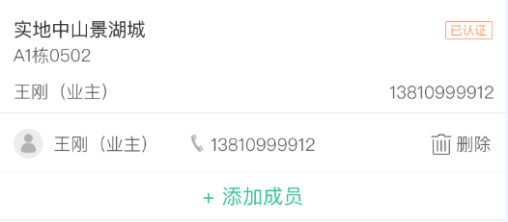 实地中山景湖城 已认证
A1栋0502
王刚（业主） 13810999912
王刚（业主） 13810999912 删除
+ 添加成员